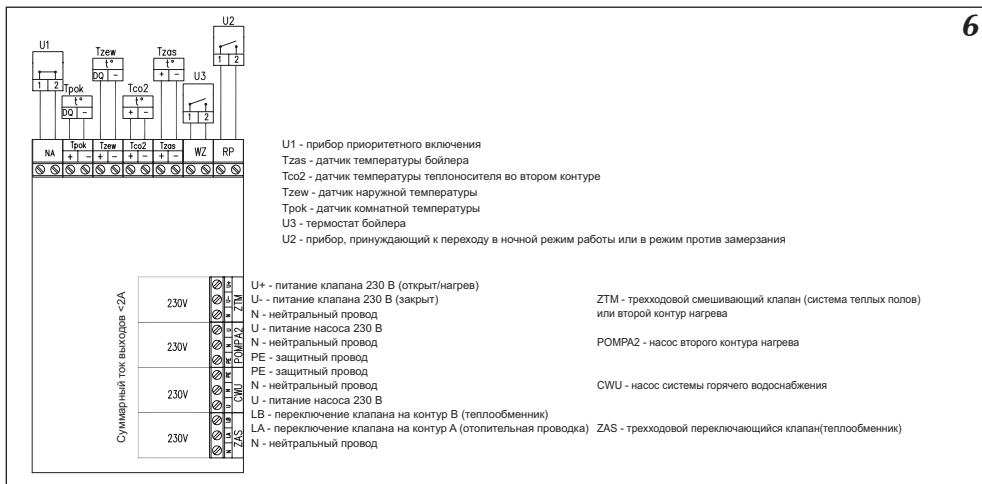 6
U2
U1
Tzew
Tzas
t°
t°
1 2
DQ -
+ -
U3
1 2
Tpok
Tco2
t°
t°
DQ -
+ -
1 2
NA Tpok Tzew Tco2 Tzas WZ RP
+ - + - + - + -
U1 - прибор приоритетного включения
Tzas - датчик температуры бойлера
Tco2 - датчик температуры теплоносителя во втором контуре
Tzew - датчик наружной температуры
Tpok - датчик комнатной температуры
U3 - термостат бойлера
U2 - прибор, принуждающий к переходу в ночной режим работы или в режим против замерзания
Суммарный ток выходов <2А
230V
U+
U-
N
ZTM
U+ - питание клапана 230 В (открыт/нагрев)
U- - питание клапана 230 В (закрыт)
N - нейтральный провод
ZTM - трехходовой смешивающий клапан (система теплых полов)
или второй контур нагрева
230V
U
N
PE
POMPA2
U - питание насоса 230 В
N - нейтральный провод
PE - защитный провод
POMPA2 - насос второго контура нагрева
230V
PE
N
U
CWU
PE - защитный провод
N - нейтральный провод
U - питание насоса 230 В
CWU - насос системы горячего водоснабжения
230V
LB
LA
N
ZAS
LB - переключение клапана на контур B (теплообменник)
LA - переключение клапана на контур A (отопительная проводка)
N - нейтральный провод
ZAS - трехходовой переключающийся клапан(теплообменник)